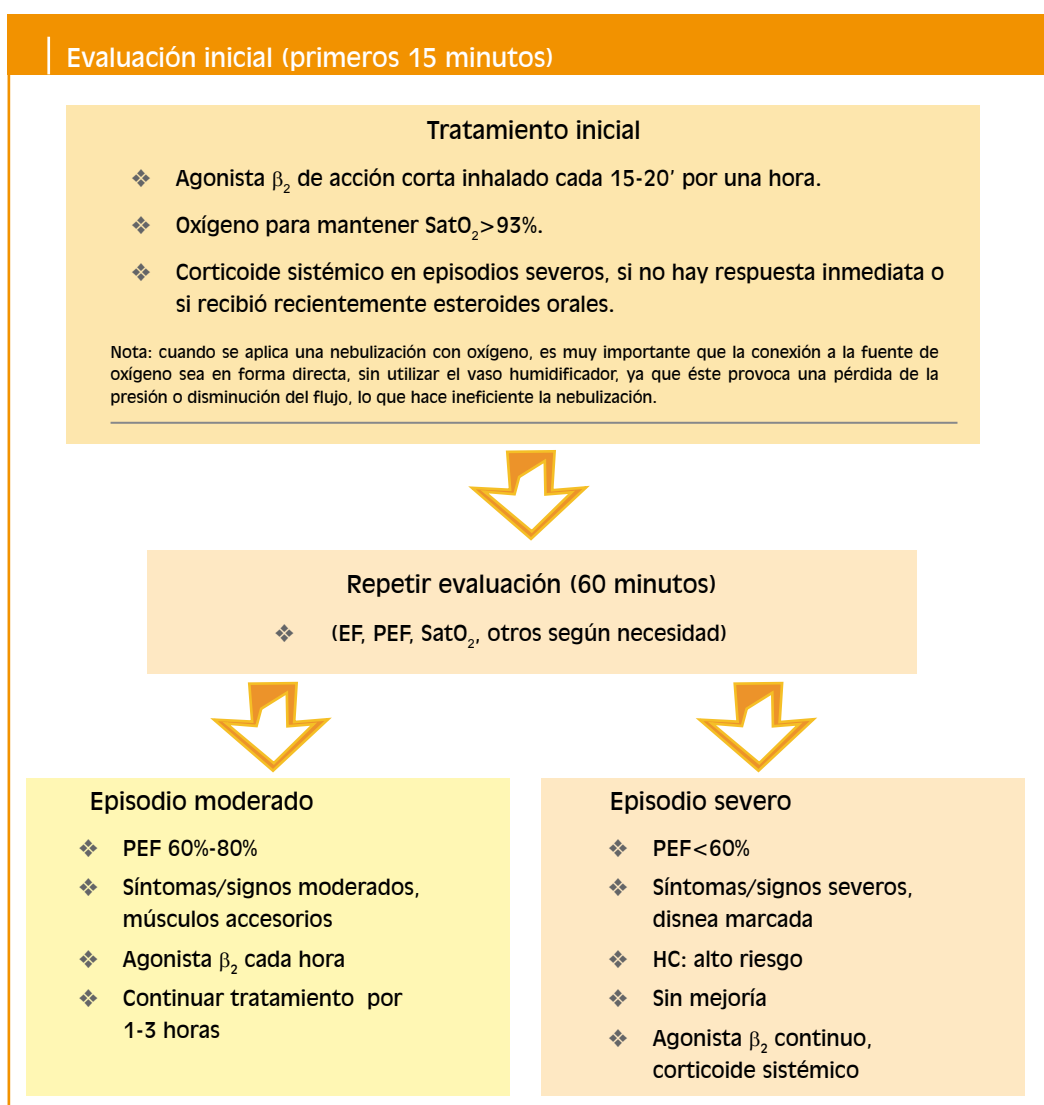 Evaluación inicial (primeros 15 minutos)
Tratamiento inicial
❖ Agonista β₂ de acción corta inhalado cada 15-20' por una hora.
❖ Oxígeno para mantener SatO₂>93%.
❖ Corticoide sistémico en episodios severos, si no hay respuesta inmediata o
si recibió recientemente esteroides orales.
Nota: cuando se aplica una nebulización con oxígeno, es muy importante que la conexión a la fuente de
oxígeno sea en forma directa, sin utilizar el vaso humidificador, ya que éste provoca una pérdida de la
presión o disminución del flujo, lo que hace ineficiente la nebulización.
Repetir evaluación (60 minutos)
❖ (EF, PEF, SatO₂, otros según necesidad)
Episodio moderado
❖ PEF 60%-80%
❖ Síntomas/signos moderados,
músculos accesorios
❖ Agonista β₂ cada hora
❖ Continuar tratamiento por
1-3 horas
Episodio severo
❖ PEF<60%
❖ Síntomas/signos severos,
disnea marcada
❖ HC: alto riesgo
❖ Sin mejoría
❖ Agonista β₂ continuo,
corticoide sistémico